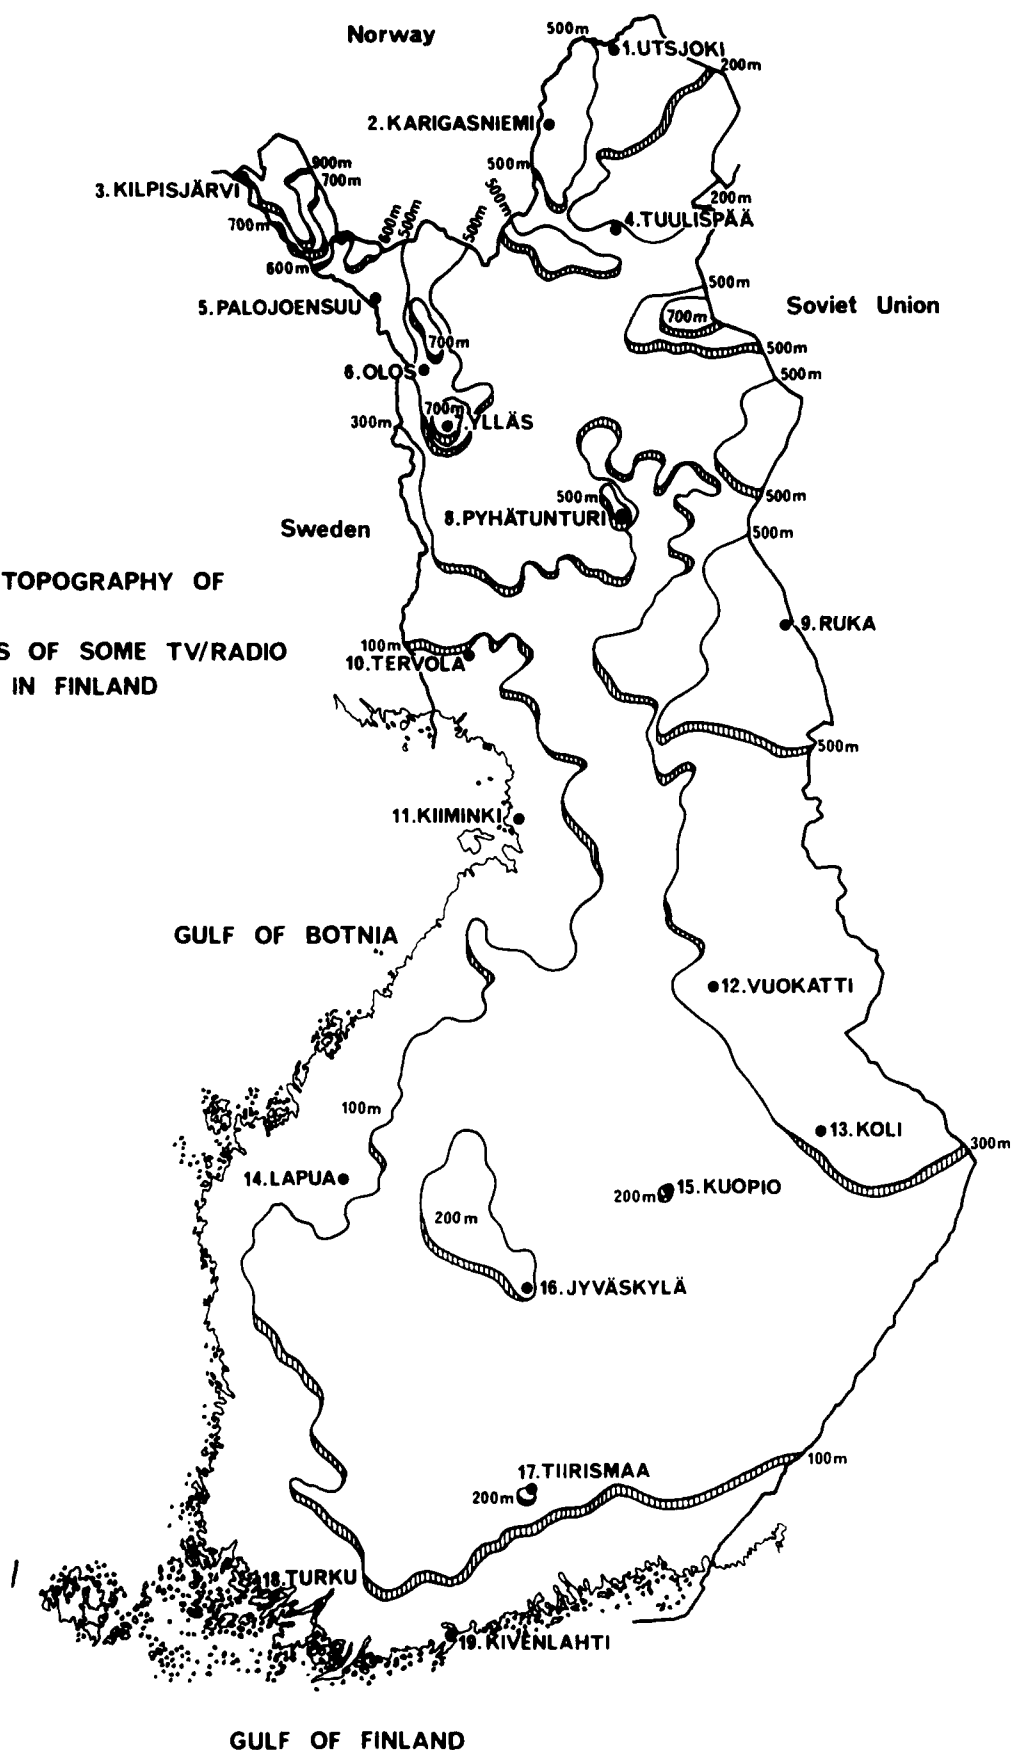 Norway
500m
1.UTSJOKI
200m
2.KARIGASNIEMI
900m
500m
700m
3.KILPISJÄRVI
500m
200m
700m
600m
500m
500m
4.TUULISPÄÄ
600m
500m
5.PALOJOENSUU
700m
Soviet Union
700m
500m
6.OLOS
500m
700m
300m
7.YLLÄS
500m
500m
8.PYHÄTUNTURI
Sweden
500m
TOPOGRAPHY OF
9.RUKA
S OF SOME TV/RADIO
100m
10.TERVOLA
IN FINLAND
500m
11.KIIMINKI
GULF OF BOTNIA
12.VUOKATTI
100m
13.KOLI
300m
14.LAPUA
15.KUOPIO
200m
200m
16.JYVÄSKYLÄ
100m
17.TIIRISMAA
200m
18.TURKU
19.KIVENLAHTI
GULF OF FINLAND